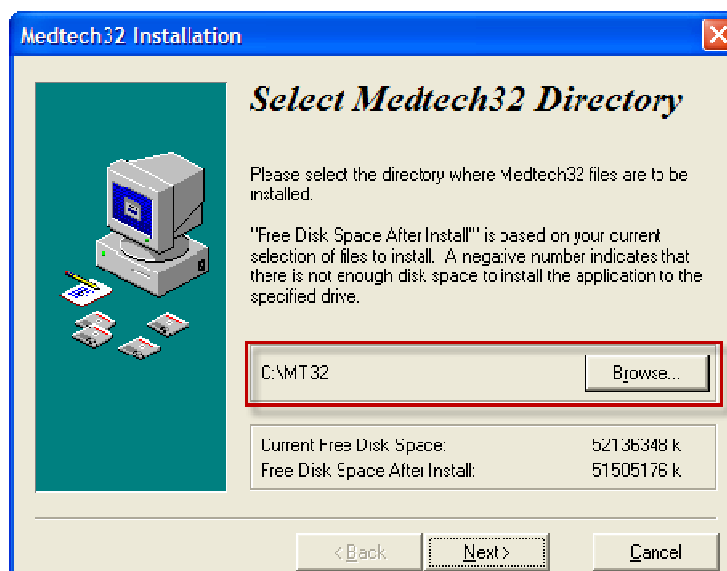 Medtech32 Installation
Select Medtech32 Directory
Please select the directory where Medtech32 files are to be
installed.
"Free Disk Space After Install" is based on your current
selection of files to install. A negative number indicates that
there is not enough disk space to install the application to the
specified drive.
C:\MT32 Browse...
Current Free Disk Space: 52136348 k
Free Disk Space After Install: 51505176 k
< Back Next > Cancel